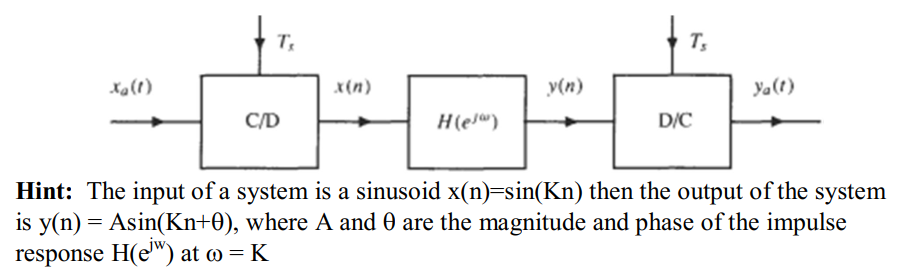 Tₛ Tₛ
xₐ(t) x(n) y(n) yₐ(t)
C/D H(e^jω) D/C
Hint: The input of a system is a sinusoid x(n)=sin(Kn) then the output of the system
is y(n) = Asin(Kn+θ), where A and θ are the magnitude and phase of the impulse
response H(e^jw) at ω = K